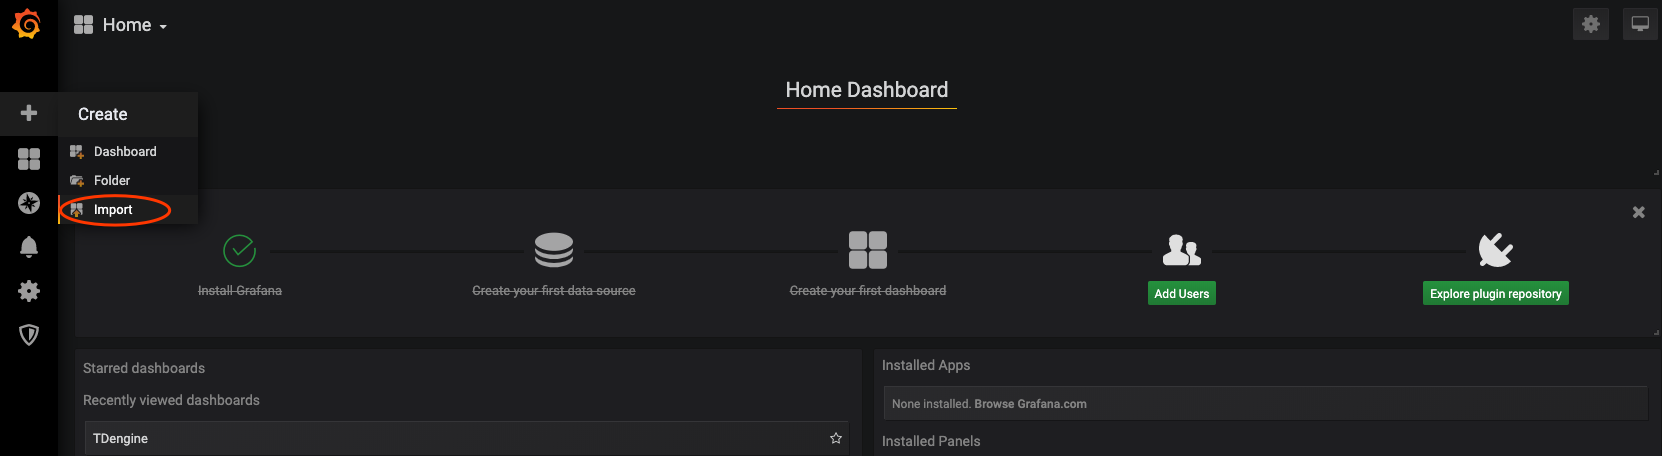 Home
Home Dashboard
Create
Dashboard
Folder
Import
Install Grafana
Create your first data source
Create your first dashboard
Add Users
Explore plugin repository
Starred dashboards
Recently viewed dashboards
TDengine
Installed Apps
None installed. Browse Grafana.com
Installed Panels